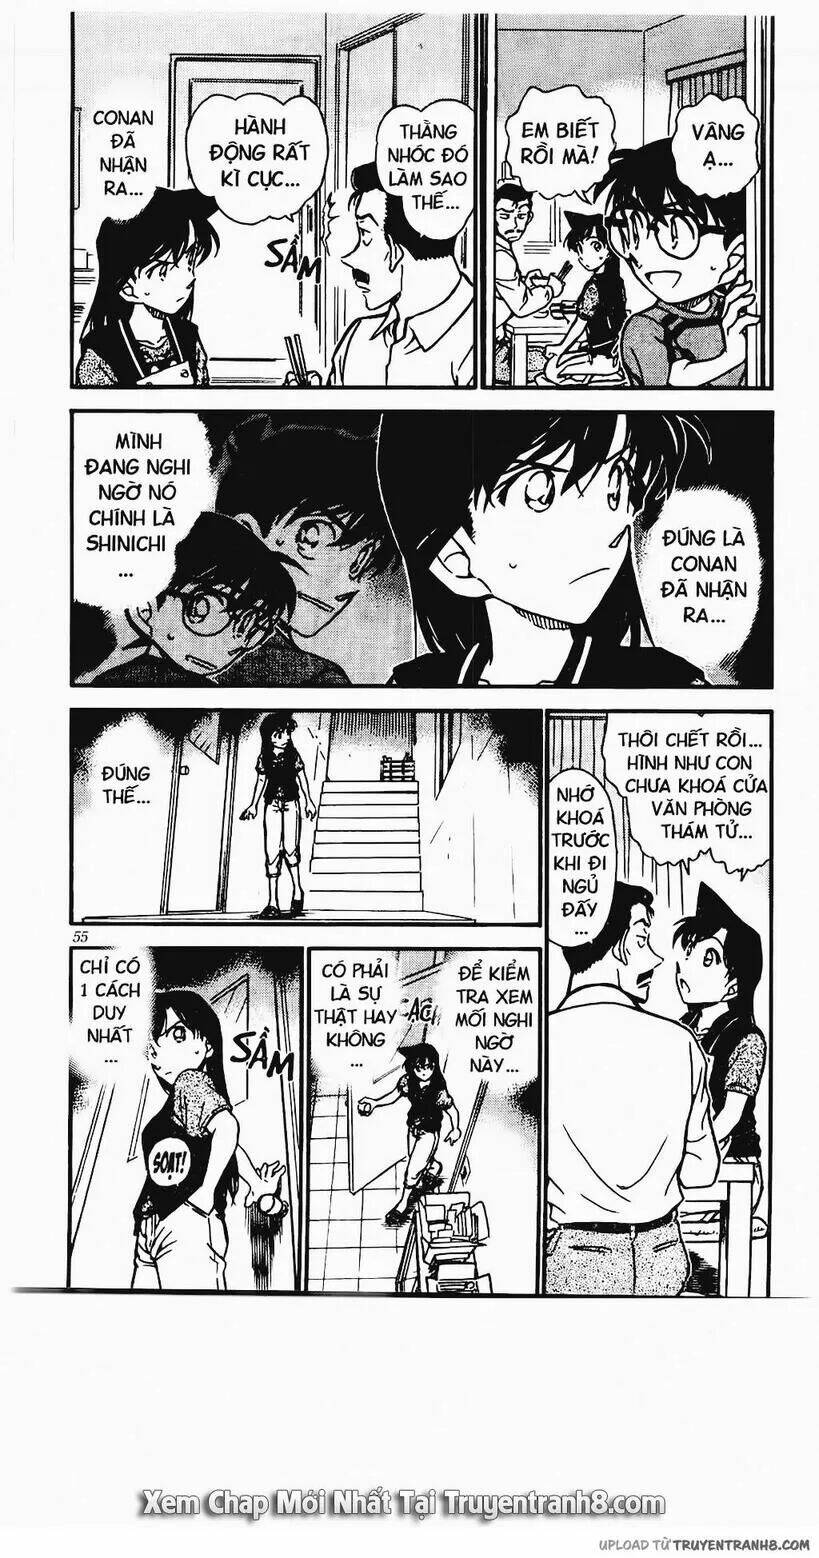 VÂNG
Ạ...
EM BIẾT
RỒI MÀ!
THẰNG
NHÓC ĐÓ
LÀM SAO
THẾ...
HÀNH
ĐỘNG RẤT
KÌ CỤC...
SẦM
CONAN
ĐÃ
NHẬN
RA...
ĐÚNG LÀ
CONAN
ĐÃ NHẬN
RA...
MÌNH
ĐANG NGHI
NGỜ NÓ
CHÍNH LÀ
SHINICHI
...
THÔI CHẾT RỒI...
HÌNH NHƯ CON
CHƯA KHOÁ CỬA
VĂN PHÒNG
THÁM TỬ...
NHỚ
KHOÁ
TRƯỚC
KHI ĐI
NGỦ
ĐẤY
...
ĐÚNG
THẾ...
55
ĐỂ KIỂM
TRA XEM
MỐI NGHI
NGỜ
NÀY...
CÓ PHẢI
LÀ SỰ
THẬT HAY
KHÔNG
...
CHỈ CÓ
1 CÁCH
DUY
NHẤT
...
SẦM
SOẠT!
Xem Chap Mới Nhất Tại Truyentranh8.com
UPLOAD TỪ TRUYENTRANH8.COM